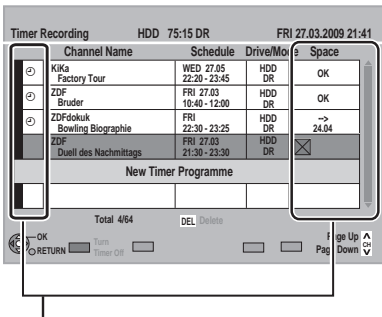 Timer Recording HDD 75:15 DR FRI 27.03.2009 21:41
Channel Name Schedule Drive/Mode Space
KiKa WED 27.05 HDD OK
Factory Tour 22:20 - 23:45 DR
ZDF FRI 27.03 HDD OK
Bruder 10:40 - 12:00 DR
ZDFdokuk FRI HDD -->
Bowling Biographie 22:30 - 23:25 DR 24.04
ZDF FRI 27.03 HDD
Duell des Nachmittags 21:30 - 23:30 DR
New Timer Programme
Total 4/64 DEL Delete
OK Turn Page Up
RETURN Timer Off Page Down CH